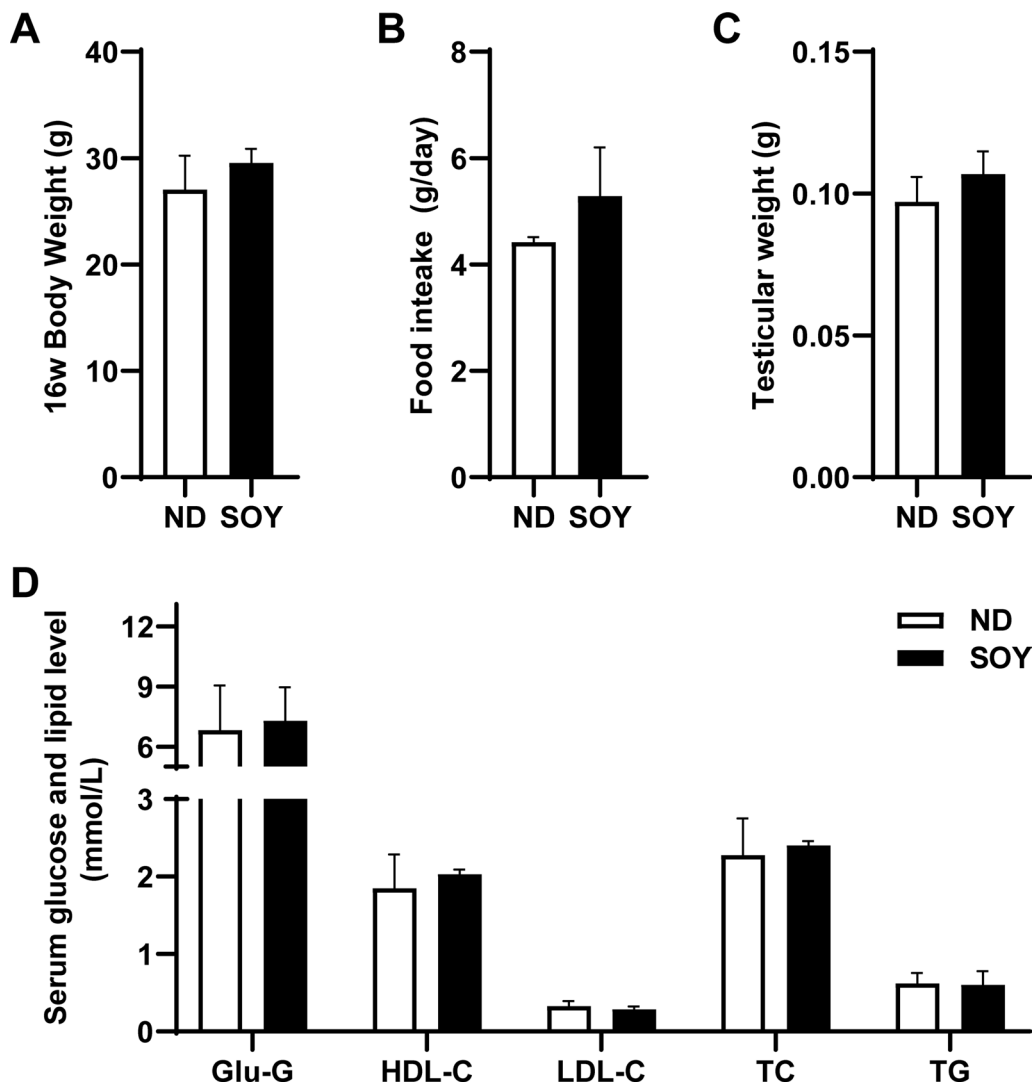 A
16w Body Weight (g)
40
30
20
10
0
ND SOY
B
Food inteake (g/day)
8
6
4
2
0
ND SOY
C
Testicular weight (g)
0.15
0.10
0.05
0.00
ND SOY
D
Serum glucose and lipid level
(mmol/L)
12
9
6
3
2
1
0
ND
SOY
Glu-G HDL-C LDL-C TC TG